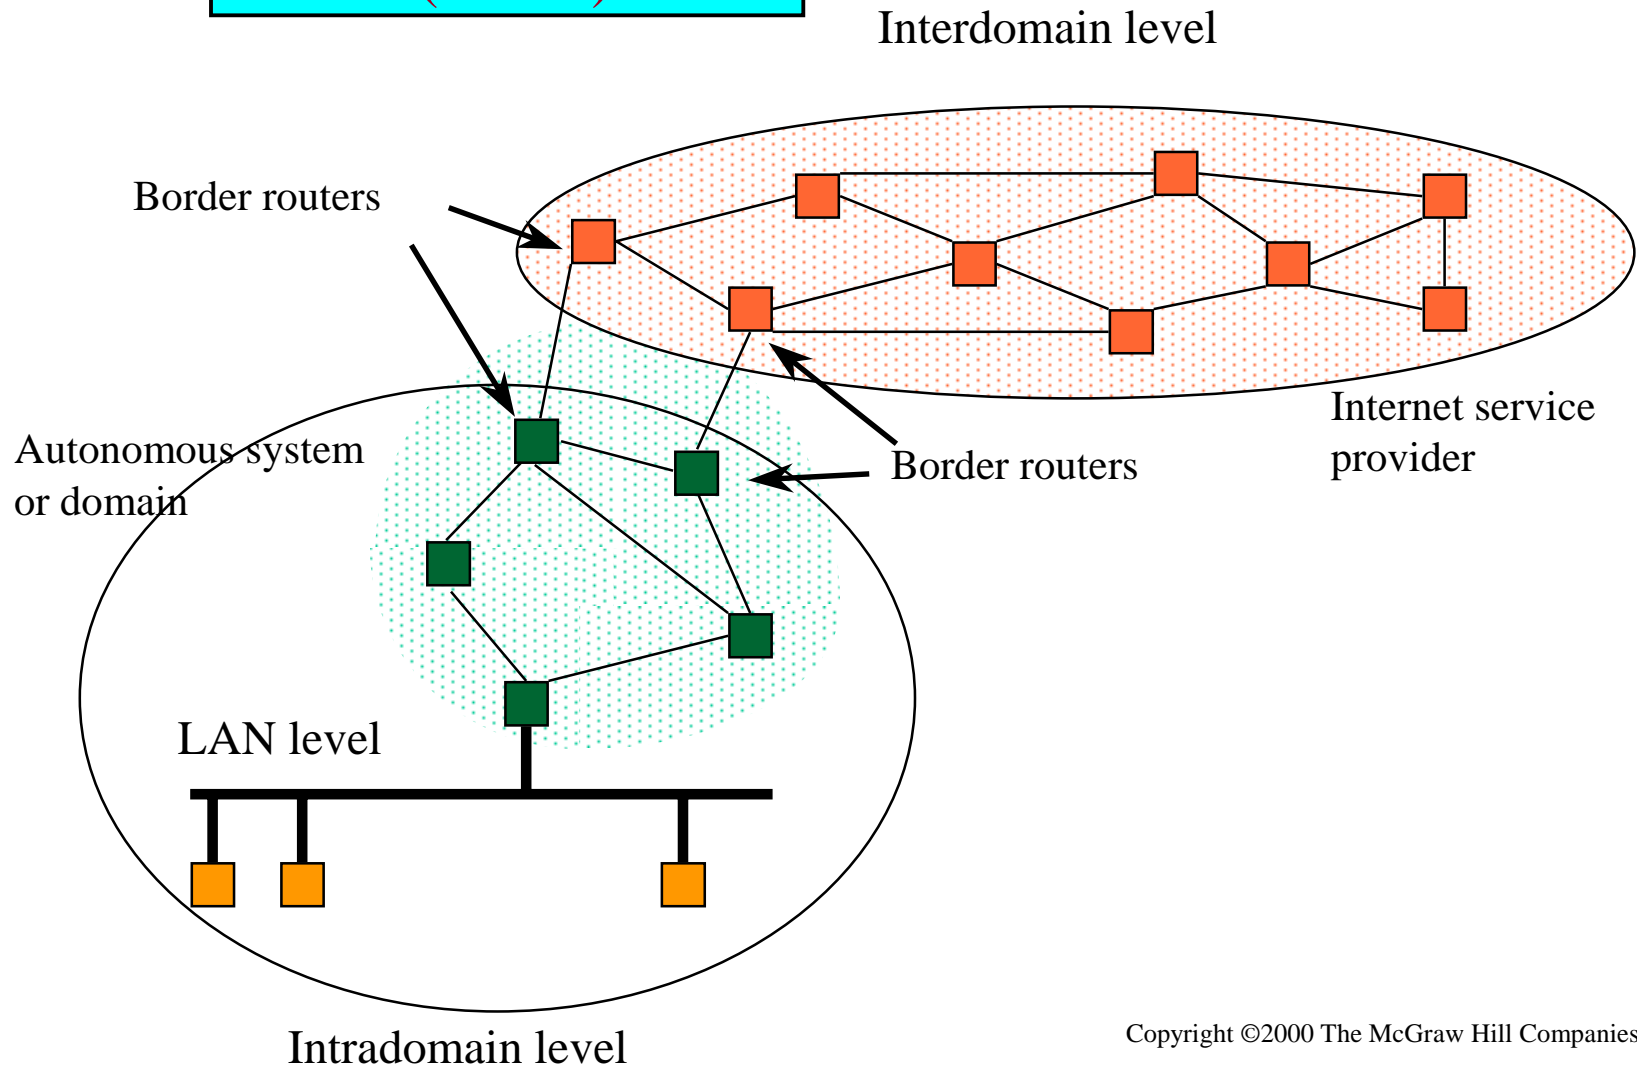 Interdomain level
Border routers
Internet service
provider
Autonomous system
or domain
Border routers
LAN level
Intradomain level
Copyright ©2000 The McGraw Hill Companies